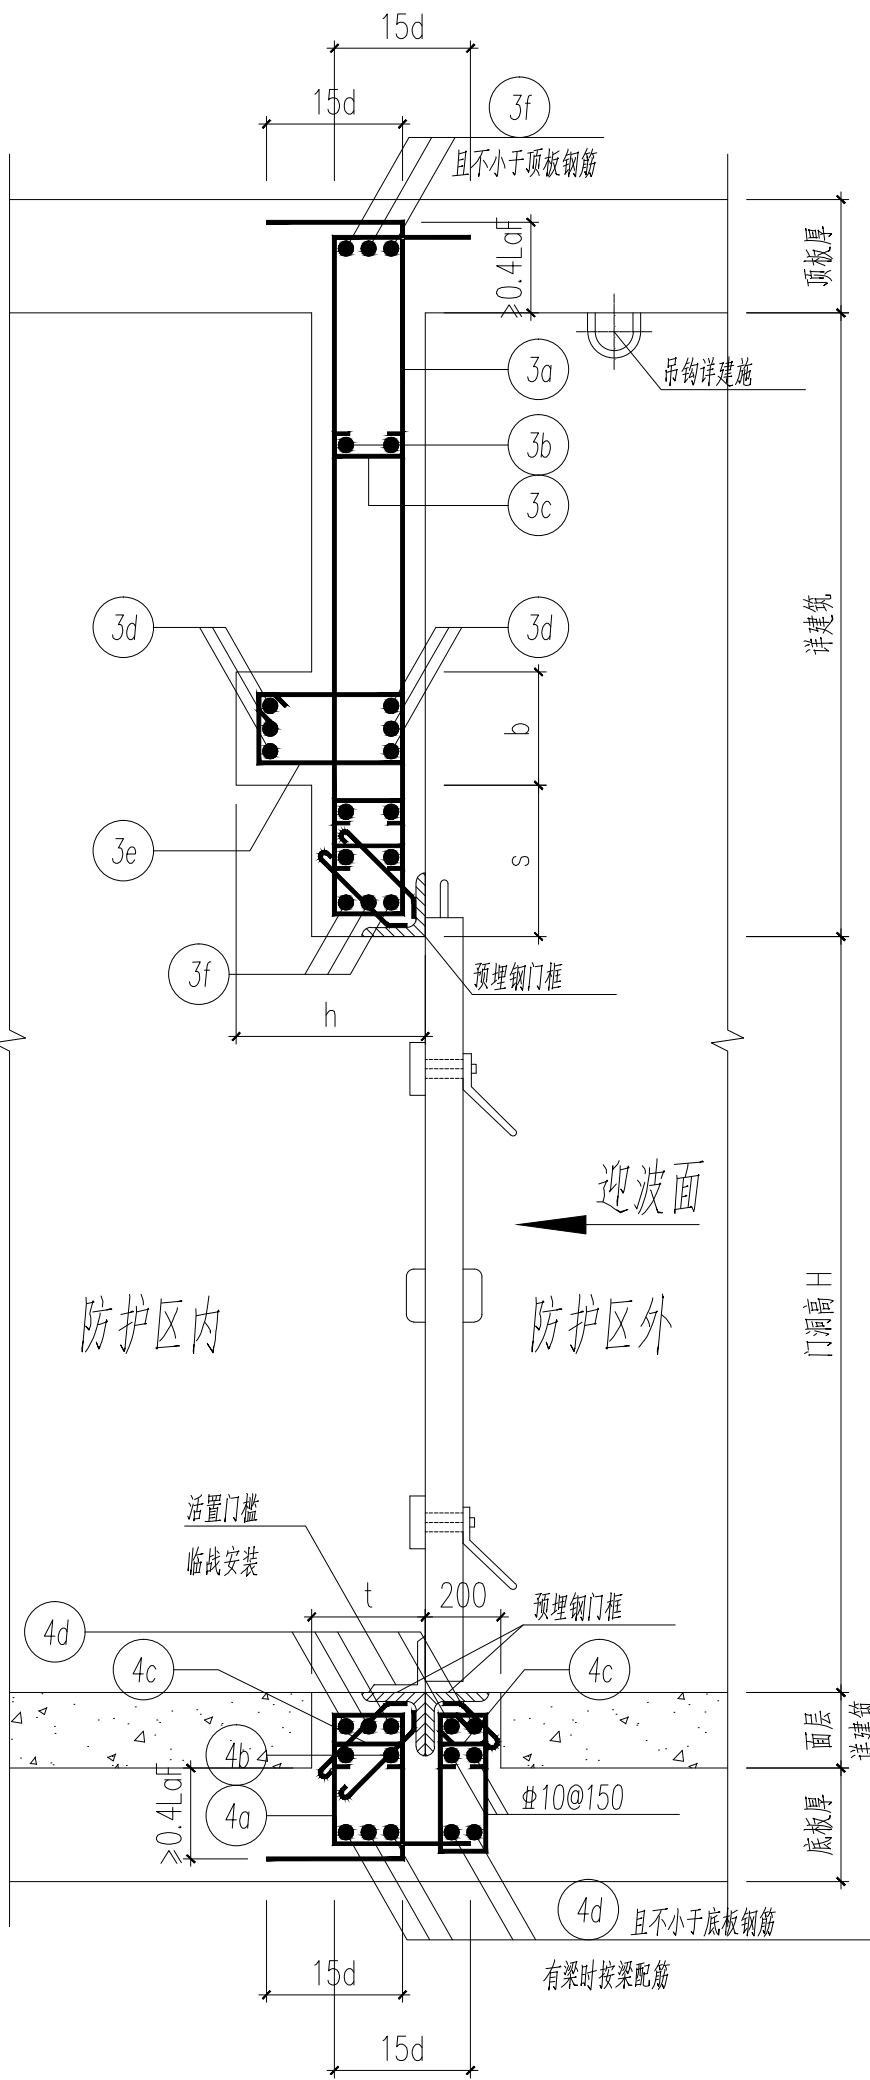 15d
15d
3f
且不小于顶板钢筋
≥0.4LaF
顶板厚
3a
吊钩详建施
3b
3c
3d
3d
详建筑
b
3e
s
3f
预埋钢门框
h
迎波面
防护区内
防护区外
门洞高H
活置门槛
临战安装
t
200
预埋钢门框
4d
4c
4c
面层
详建筑
4b
⌽10@150
4a
≥0.4LaF
底板厚
4d
且不小于底板钢筋
15d
有梁时按梁配筋
15d